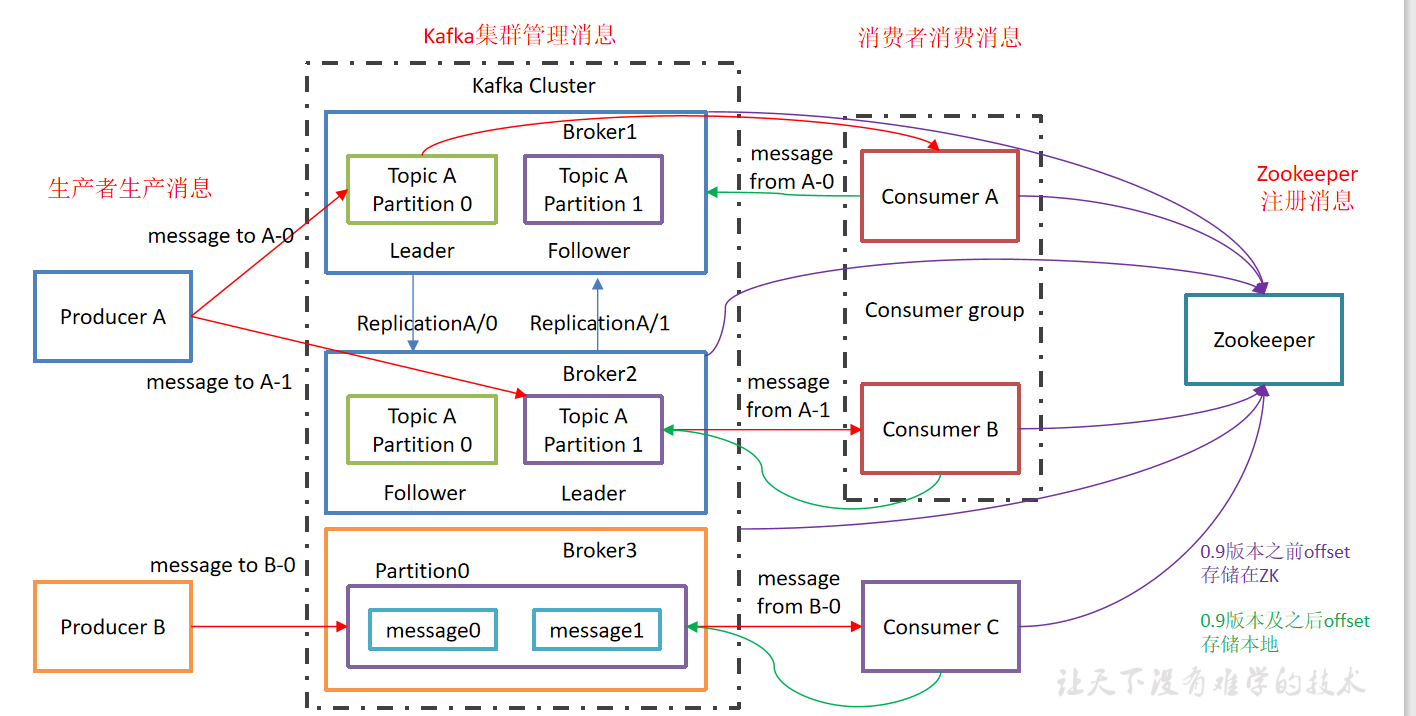 Kafka集群管理消息
消费者消费消息
Kafka Cluster
Broker1
Topic A
Partition 0
Topic A
Partition 1
Leader
Follower
生产者生产消息
message to A-0
message
from A-0
Consumer A
Zookeeper
注册消息
Producer A
ReplicationA/0
ReplicationA/1
Consumer group
Zookeeper
message to A-1
Broker2
Topic A
Partition 0
Topic A
Partition 1
Follower
Leader
message
from A-1
Consumer B
message to B-0
Broker3
Partition0
message0
message1
Producer B
message
from B-0
Consumer C
0.9版本之前offset
存储在ZK
0.9版本及之后offset
存储本地
让天下没有难学的技术